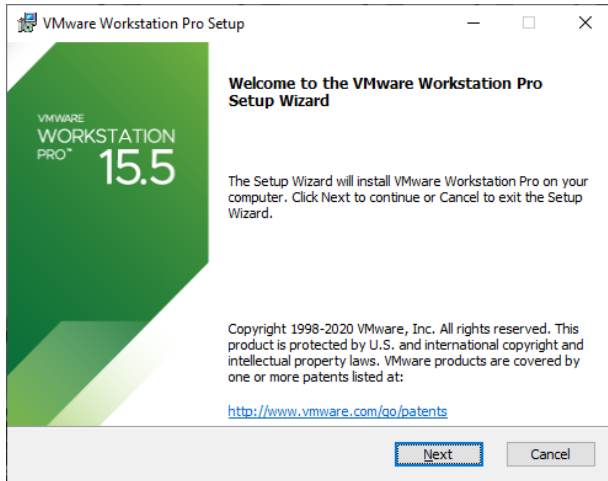 VMware Workstation Pro Setup
VMWARE
WORKSTATION
PRO™ 15.5
Welcome to the VMware Workstation Pro
Setup Wizard
The Setup Wizard will install VMware Workstation Pro on your
computer. Click Next to continue or Cancel to exit the Setup
Wizard.
Copyright 1998-2020 VMware, Inc. All rights reserved. This
product is protected by U.S. and international copyright and
intellectual property laws. VMware products are covered by
one or more patents listed at:
http://www.vmware.com/go/patents
Next
Cancel